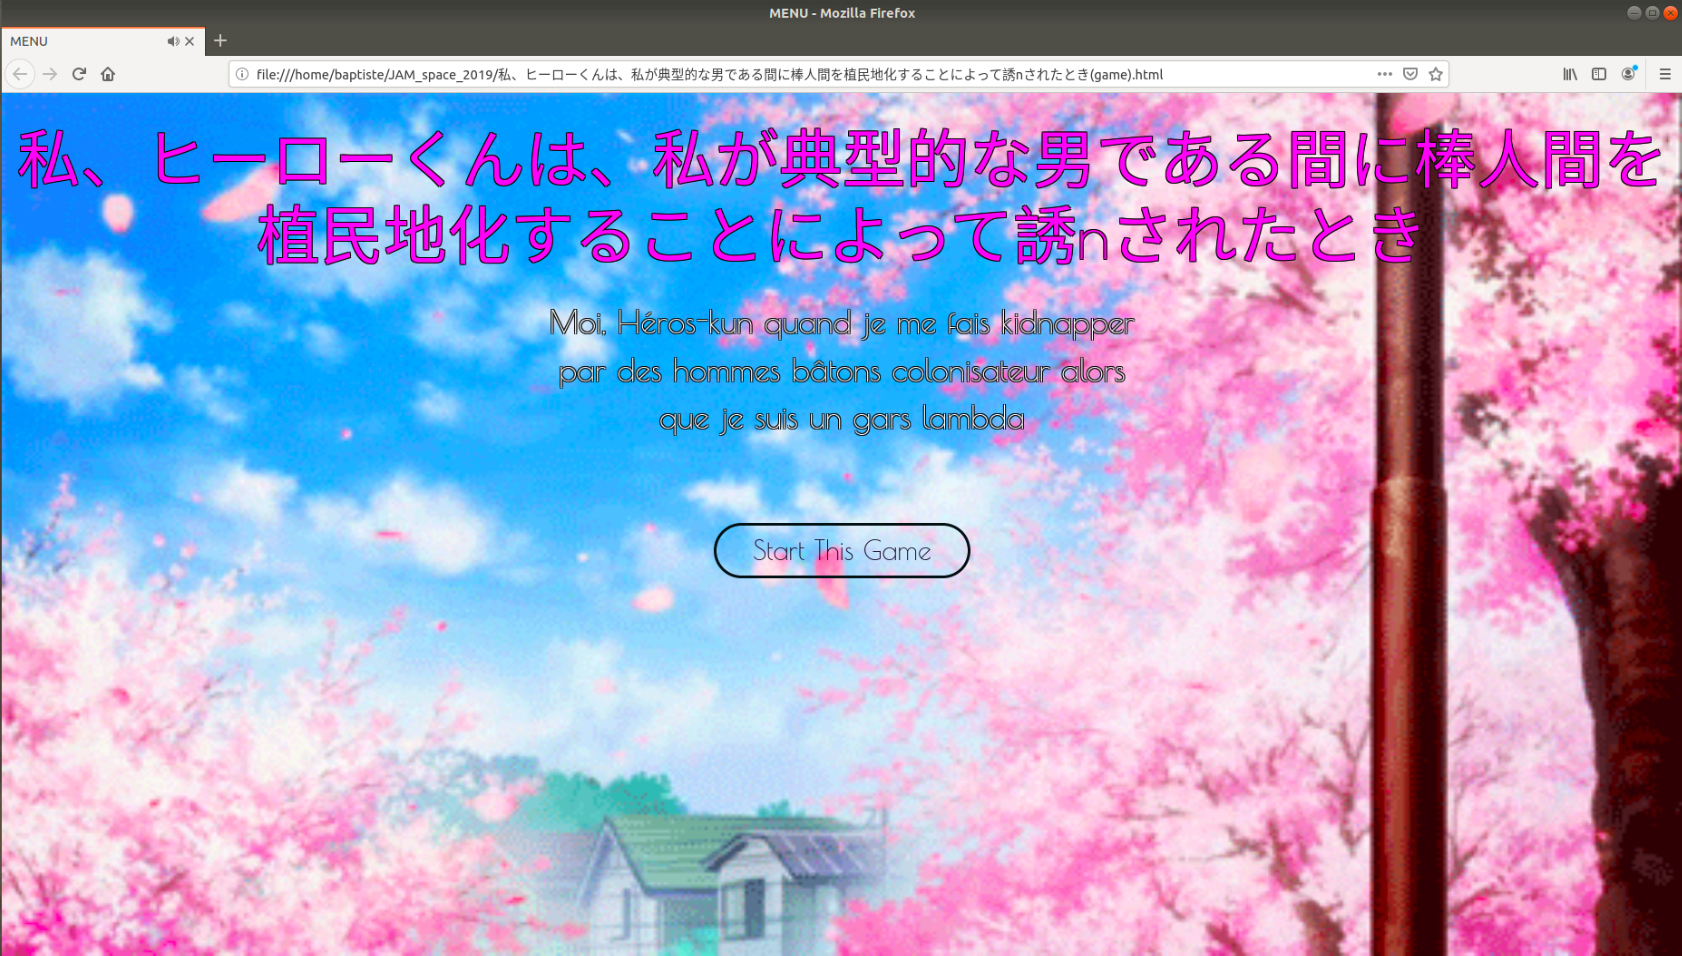 MENU - Mozilla Firefox
MENU
file:///home/baptiste/JAM_space_2019/私、ヒーローくんは、私が典型的な男である間に棒人間を植民地化することによって誘nされたとき(game).html
私、ヒーローくんは、私が典型的な男である間に棒人間を
植民地化することによって誘nされたとき
Moi, Héros-kun quand je me fais kidnapper
par des hommes bâtons colonisateur alors
que je suis un gars lambda
Start This Game